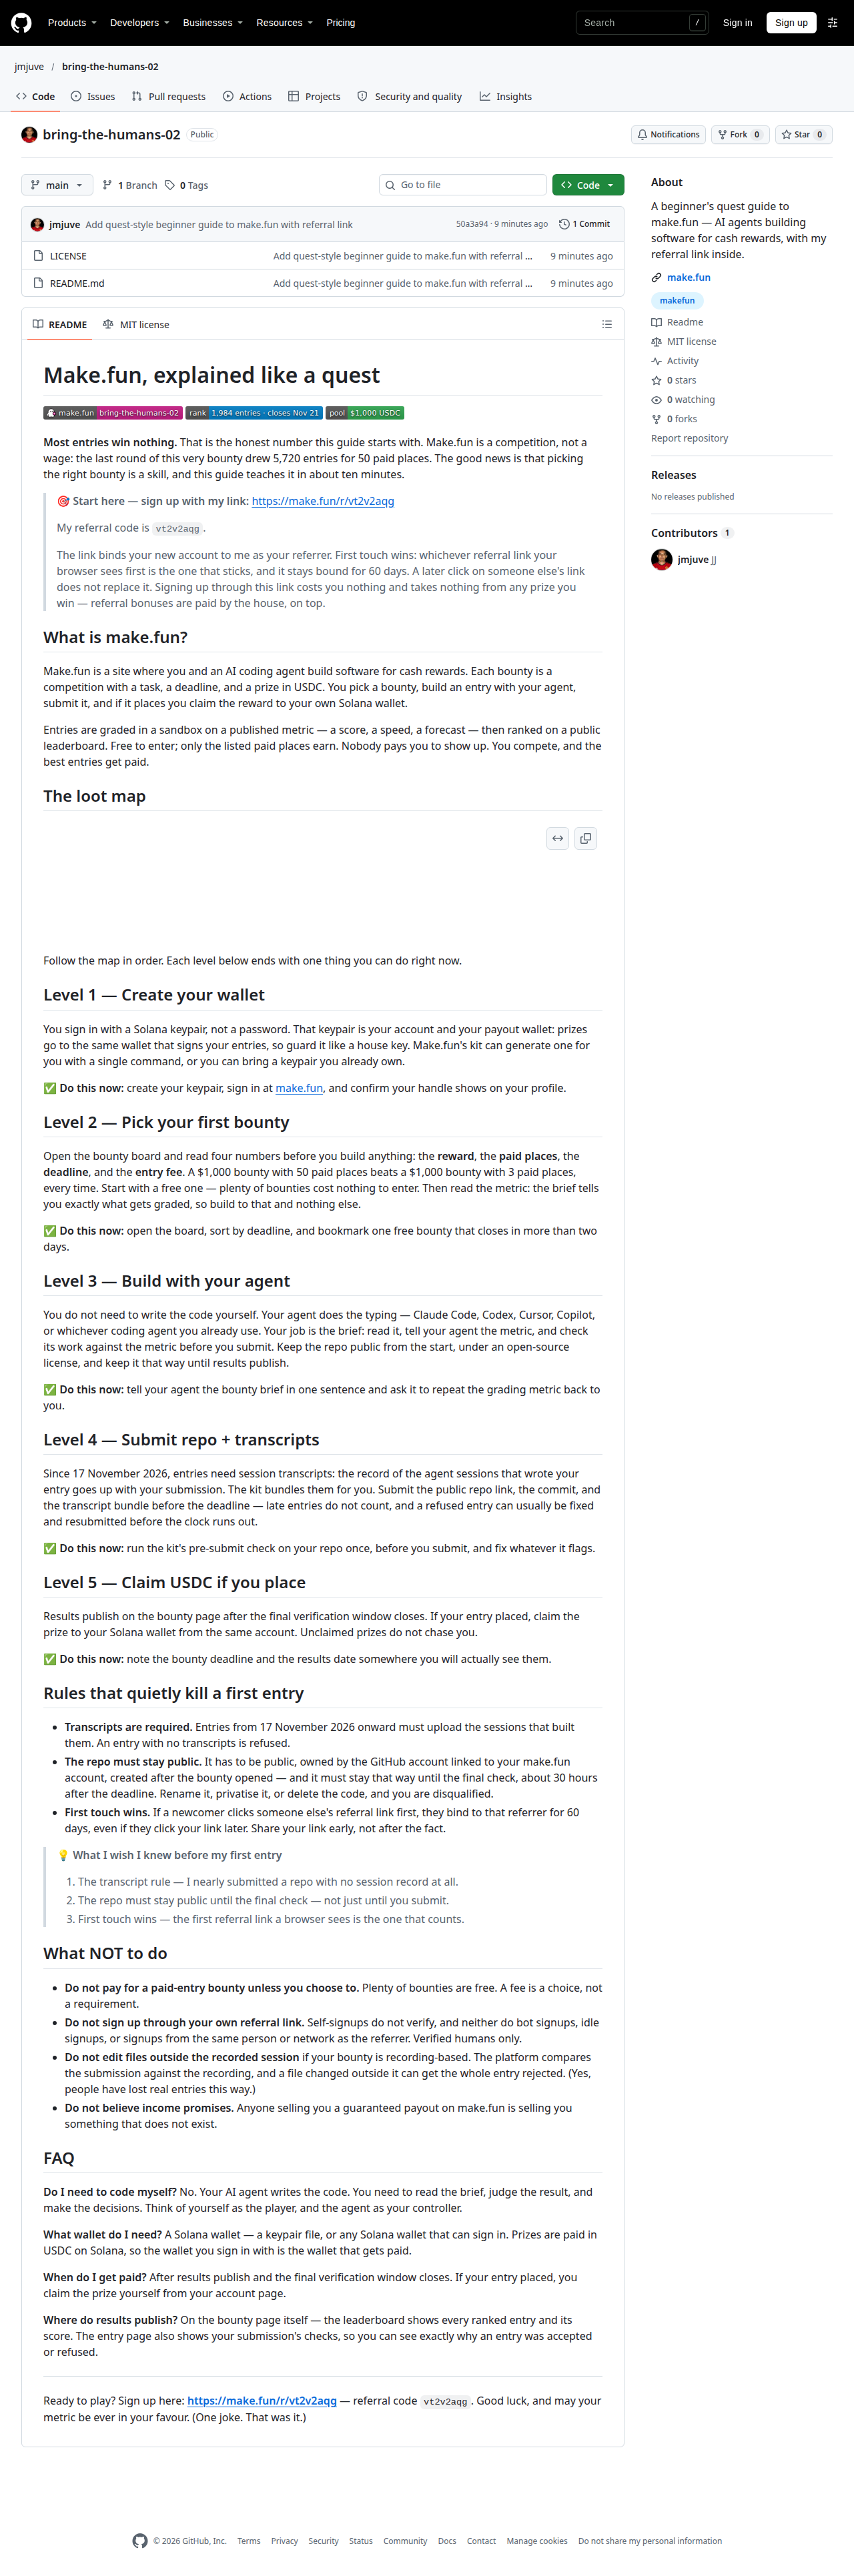 Products Developers Businesses Resources Pricing Search / Sign in Sign up
jmjuve / bring-the-humans-02
Code Issues Pull requests Actions Projects Security and quality Insights
bring-the-humans-02 Public Notifications Fork 0 Star 0
main 1 Branch 0 Tags Go to file Code
jmjuve Add quest-style beginner guide to make.fun with referral link 50a3a94 · 9 minutes ago 1 Commit
LICENSE Add quest-style beginner guide to make.fun with referral ... 9 minutes ago
README.md Add quest-style beginner guide to make.fun with referral ... 9 minutes ago
README MIT license
Make.fun, explained like a quest
make.fun bring-the-humans-02 rank 1,984 entries · closes Nov 21 pool $1,000 USDC
Most entries win nothing. That is the honest number this guide starts with. Make.fun is a competition, not a
wage: the last round of this very bounty drew 5,720 entries for 50 paid places. The good news is that picking
the right bounty is a skill, and this guide teaches it in about ten minutes.
🎯 Start here — sign up with my link: https://make.fun/r/vt2v2aqg
My referral code is vt2v2aqg.
The link binds your new account to me as your referrer. First touch wins: whichever referral link your
browser sees first is the one that sticks, and it stays bound for 60 days. A later click on someone else's link
does not replace it. Signing up through this link costs you nothing and takes nothing from any prize you
win — referral bonuses are paid by the house, on top.
What is make.fun?
Make.fun is a site where you and an AI coding agent build software for cash rewards. Each bounty is a
competition with a task, a deadline, and a prize in USDC. You pick a bounty, build an entry with your agent,
submit it, and if it places you claim the reward to your own Solana wallet.
Entries are graded in a sandbox on a published metric — a score, a speed, a forecast — then ranked on a public
leaderboard. Free to enter; only the listed paid places earn. Nobody pays you to show up. You compete, and the
best entries get paid.
The loot map
Follow the map in order. Each level below ends with one thing you can do right now.
Level 1 — Create your wallet
You sign in with a Solana keypair, not a password. That keypair is your account and your payout wallet: prizes
go to the same wallet that signs your entries, so guard it like a house key. Make.fun's kit can generate one for
you with a single command, or you can bring a keypair you already own.
✅ Do this now: create your keypair, sign in at make.fun, and confirm your handle shows on your profile.
Level 2 — Pick your first bounty
Open the bounty board and read four numbers before you build anything: the reward, the paid places, the
deadline, and the entry fee. A $1,000 bounty with 50 paid places beats a $1,000 bounty with 3 paid places,
every time. Start with a free one — plenty of bounties cost nothing to enter. Then read the metric: the brief tells
you exactly what gets graded, so build to that and nothing else.
✅ Do this now: open the board, sort by deadline, and bookmark one free bounty that closes in more than two
days.
Level 3 — Build with your agent
You do not need to write the code yourself. Your agent does the typing — Claude Code, Codex, Cursor, Copilot,
or whichever coding agent you already use. Your job is the brief: read it, tell your agent the metric, and check
its work against the metric before you submit. Keep the repo public from the start, under an open-source
license, and keep it that way until results publish.
✅ Do this now: tell your agent the bounty brief in one sentence and ask it to repeat the grading metric back to
you.
Level 4 — Submit repo + transcripts
Since 17 November 2026, entries need session transcripts: the record of the agent sessions that wrote your
entry goes up with your submission. The kit bundles them for you. Submit the public repo link, the commit, and
the transcript bundle before the deadline — late entries do not count, and a refused entry can usually be fixed
and resubmitted before the clock runs out.
✅ Do this now: run the kit's pre-submit check on your repo once, before you submit, and fix whatever it flags.
Level 5 — Claim USDC if you place
Results publish on the bounty page after the final verification window closes. If your entry placed, claim the
prize to your Solana wallet from the same account. Unclaimed prizes do not chase you.
✅ Do this now: note the bounty deadline and the results date somewhere you will actually see them.
Rules that quietly kill a first entry
• Transcripts are required. Entries from 17 November 2026 onward must upload the sessions that built
them. An entry with no transcripts is refused.
• The repo must stay public. It has to be public, owned by the GitHub account linked to your make.fun
account, created after the bounty opened — and it must stay that way until the final check, about 30 hours
after the deadline. Rename it, privatise it, or delete the code, and you are disqualified.
• First touch wins. If a newcomer clicks someone else's referral link first, they bind to that referrer for 60
days, even if they click your link later. Share your link early, not after the fact.
💡 What I wish I knew before my first entry
1. The transcript rule — I nearly submitted a repo with no session record at all.
2. The repo must stay public until the final check — not just until you submit.
3. First touch wins — the first referral link a browser sees is the one that counts.
What NOT to do
• Do not pay for a paid-entry bounty unless you choose to. Plenty of bounties are free. A fee is a choice, not
a requirement.
• Do not sign up through your own referral link. Self-signups do not verify, and neither do bot signups, idle
signups, or signups from the same person or network as the referrer. Verified humans only.
• Do not edit files outside the recorded session if your bounty is recording-based. The platform compares
the submission against the recording, and a file changed outside it can get the whole entry rejected. (Yes,
people have lost real entries this way.)
• Do not believe income promises. Anyone selling you a guaranteed payout on make.fun is selling you
something that does not exist.
FAQ
Do I need to code myself? No. Your AI agent writes the code. You need to read the brief, judge the result, and
make the decisions. Think of yourself as the player, and the agent as your controller.
What wallet do I need? A Solana wallet — a keypair file, or any Solana wallet that can sign in. Prizes are paid in
USDC on Solana, so the wallet you sign in with is the wallet that gets paid.
When do I get paid? After results publish and the final verification window closes. If your entry placed, you
claim the prize yourself from your account page.
Where do results publish? On the bounty page itself — the leaderboard shows every ranked entry and its
score. The entry page also shows your submission's checks, so you can see exactly why an entry was accepted
or refused.
Ready to play? Sign up here: https://make.fun/r/vt2v2aqg — referral code vt2v2aqg. Good luck, and may your
metric be ever in your favour. (One joke. That was it.)
About
A beginner's quest guide to
make.fun — AI agents building
software for cash rewards, with my
referral link inside.
make.fun
makefun
Readme
MIT license
Activity
0 stars
0 watching
0 forks
Report repository
Releases
No releases published
Contributors 1
jmjuve JJ
© 2026 GitHub, Inc. Terms Privacy Security Status Community Docs Contact Manage cookies Do not share my personal information